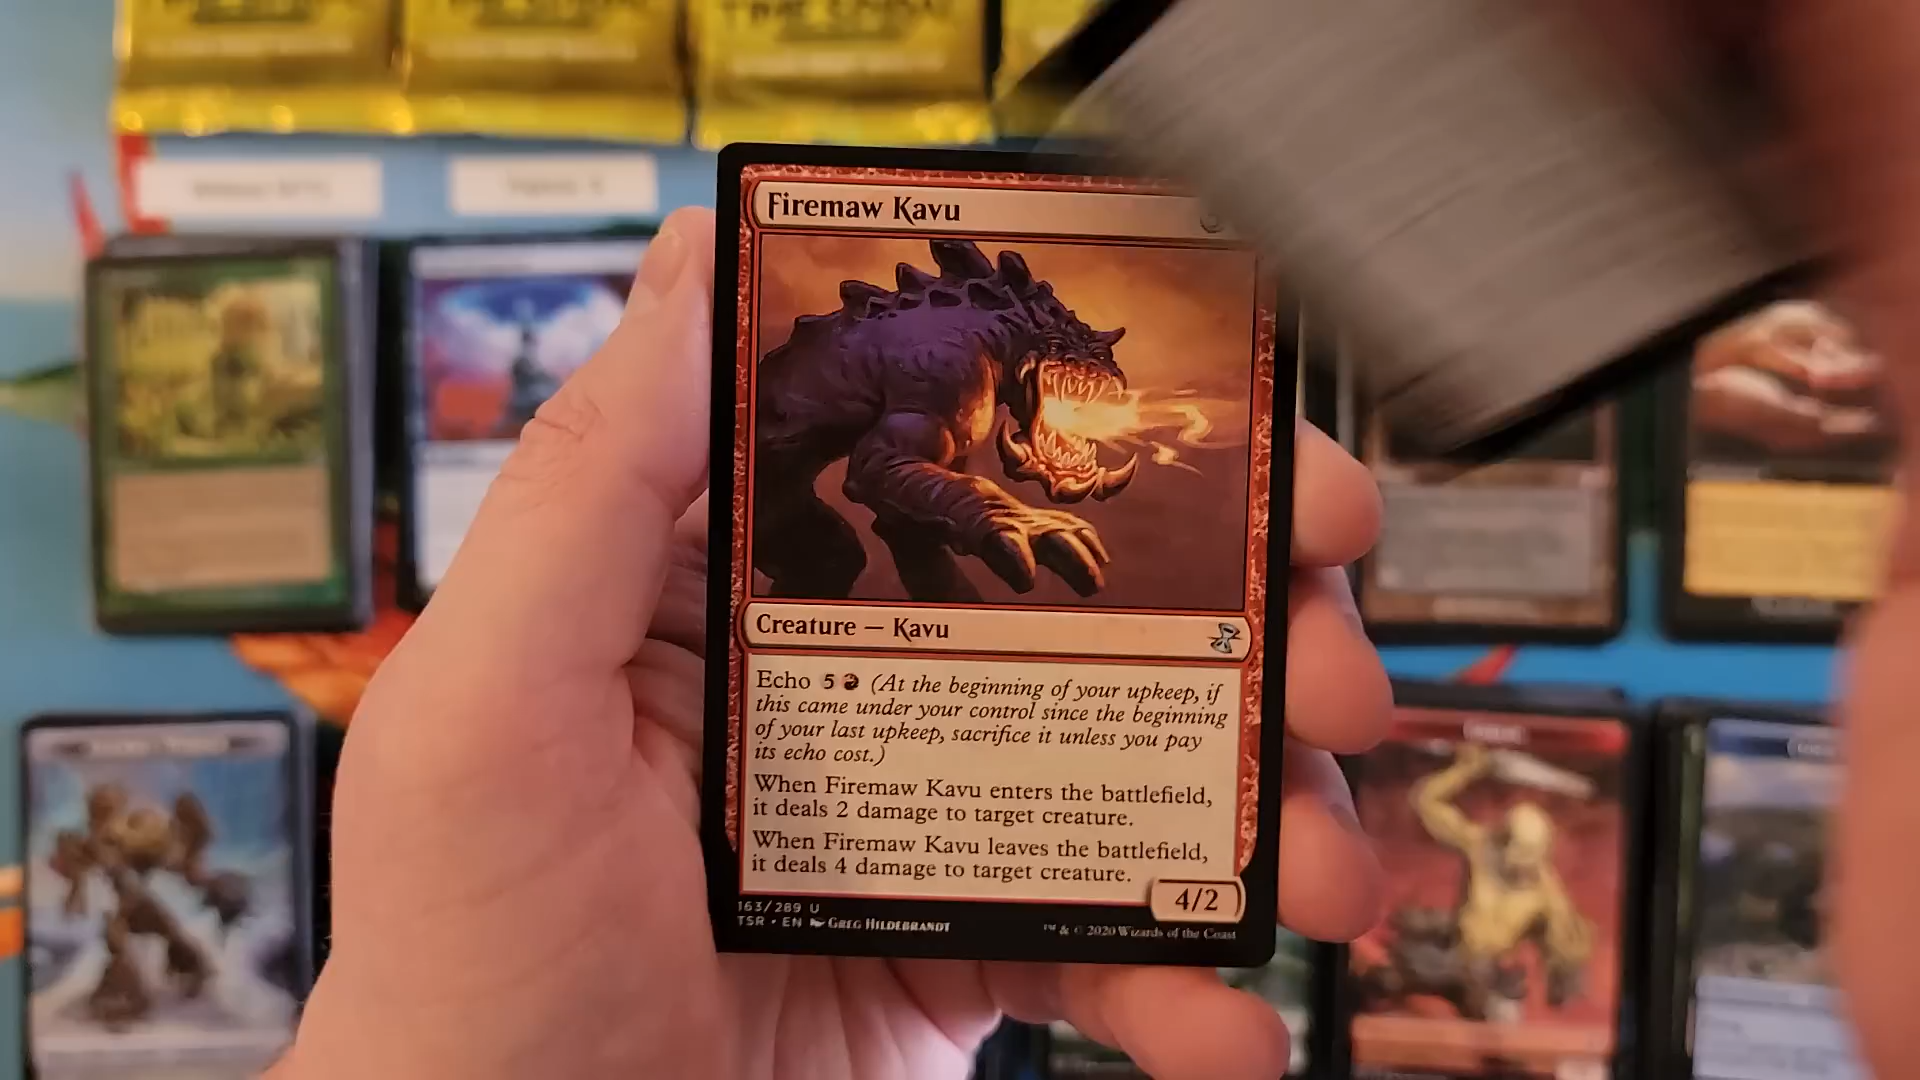 Firemaw Kavu
Creature — Kavu
Echo 5 (At the beginning of your upkeep, if
this came under your control since the beginning
of your last upkeep, sacrifice it unless you pay
its echo cost.)
When Firemaw Kavu enters the battlefield,
it deals 2 damage to target creature.
When Firemaw Kavu leaves the battlefield,
it deals 4 damage to target creature.
4/2
163/289 U
TSR • EN Greg Hildebrandt
™ & © 2020 Wizards of the Coast